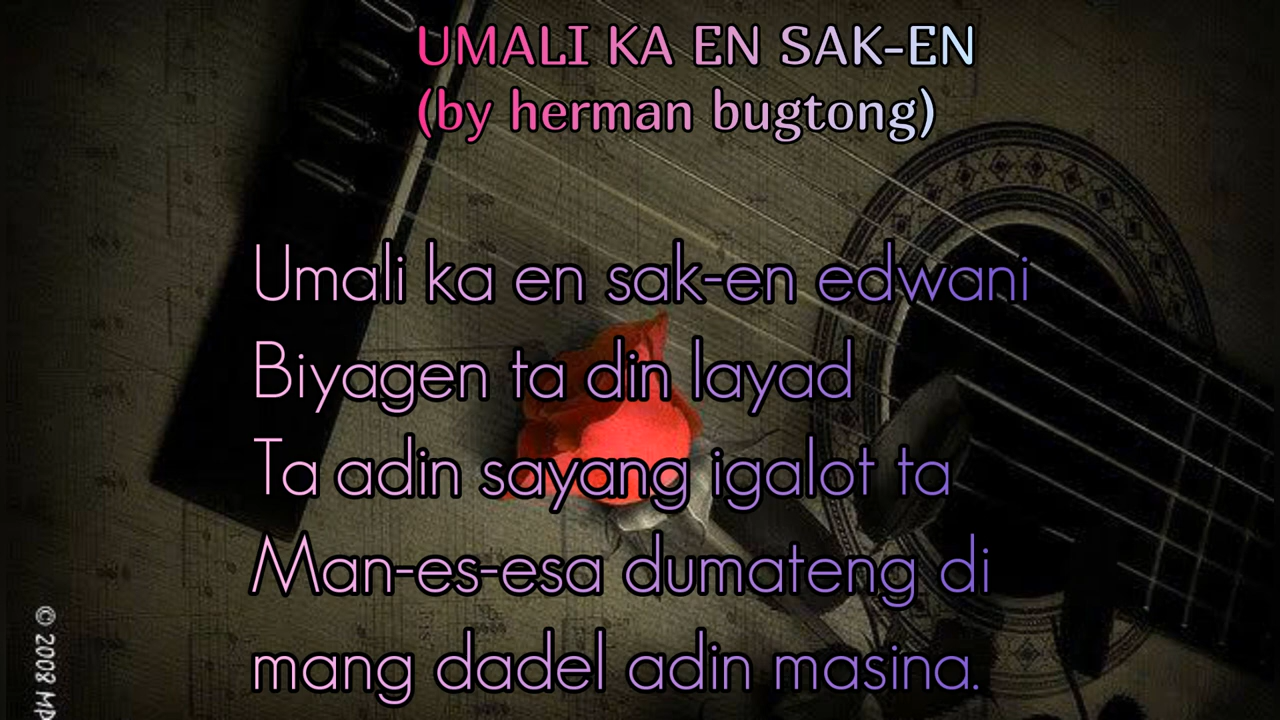 UMALI KA EN SAK-EN
(by herman bugtong)
Umali ka en sak-en edwani
Biyagen ta din layad
Ta adin sayang igalot ta
Man-es-esa dumateng di
mang dadel adin masina.
© 2008